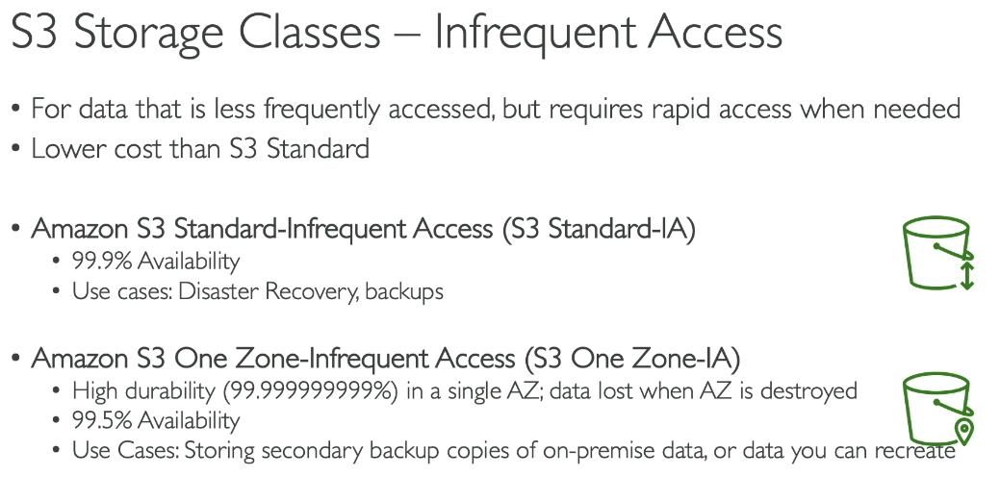 S3 Storage Classes – Infrequent Access
• For data that is less frequently accessed, but requires rapid access when needed
• Lower cost than S3 Standard
• Amazon S3 Standard-Infrequent Access (S3 Standard-IA)
• 99.9% Availability
• Use cases: Disaster Recovery, backups
• Amazon S3 One Zone-Infrequent Access (S3 One Zone-IA)
• High durability (99.999999999%) in a single AZ; data lost when AZ is destroyed
• 99.5% Availability
• Use Cases: Storing secondary backup copies of on-premise data, or data you can recreate